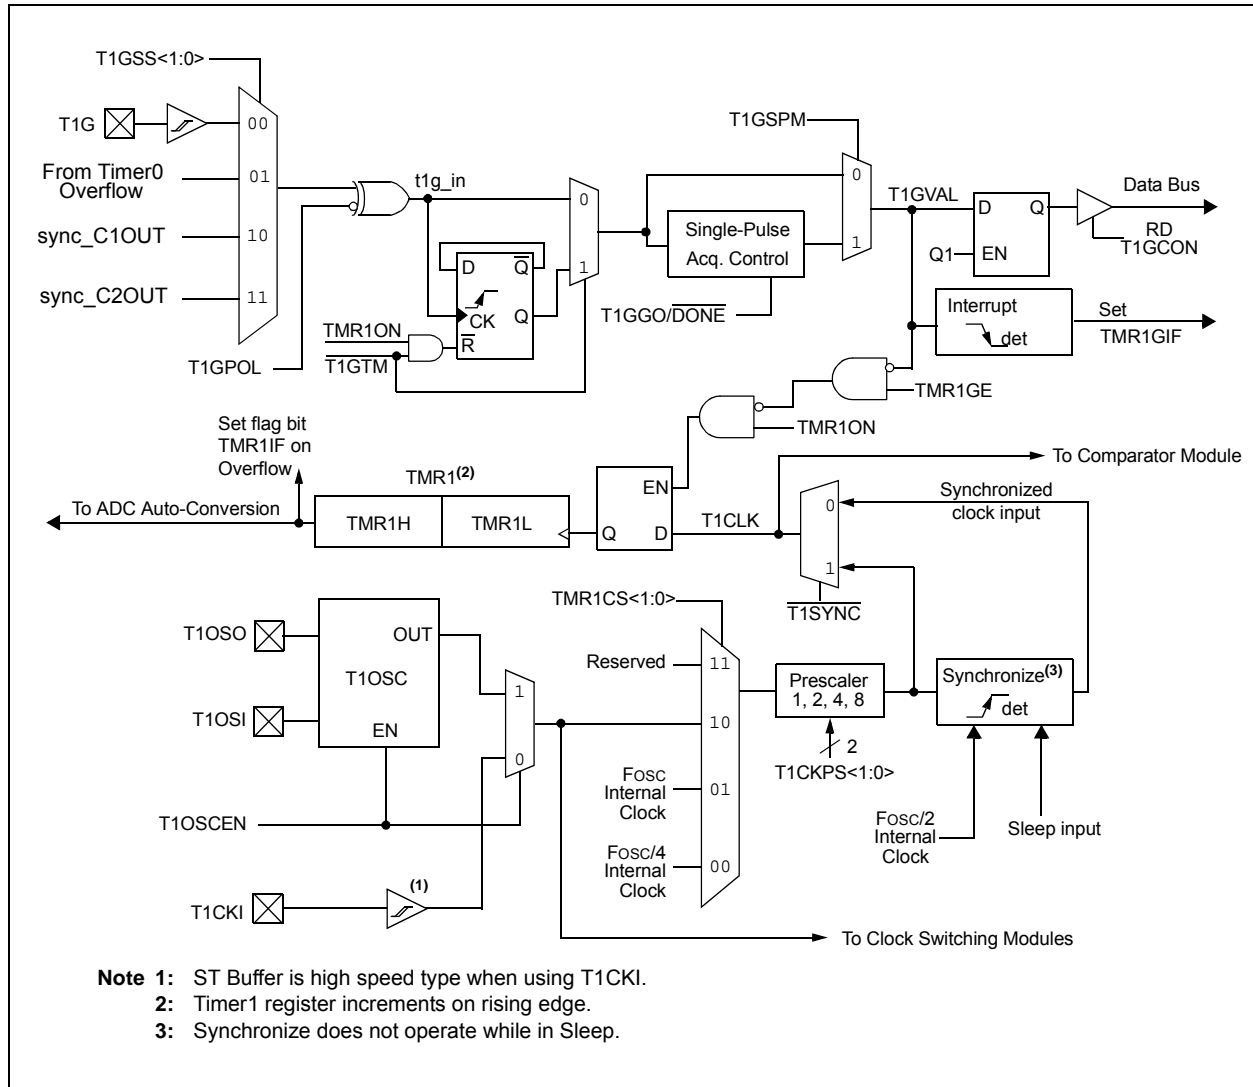 T1GSS<1:0>
T1G
00
From Timer0
Overflow
01
sync_C1OUT
10
sync_C2OUT
11
T1GPOL
t1g_in
0
1
D
Q
CK
Q
R
TMR1ON
T1GTM
T1GSPM
0
1
Single-Pulse
Acq. Control
T1GGO/DONE
T1GVAL
D
Q
Q1
EN
Data Bus
RD
T1GCON
Interrupt
det
Set
TMR1GIF
TMR1GE
TMR1ON
Set flag bit
TMR1IF on
Overflow
To ADC Auto-Conversion
TMR1(2)
TMR1H
TMR1L
EN
Q
D
T1CLK
To Comparator Module
0
1
Synchronized
clock input
T1SYNC
T1OSO
T1OSI
OUT
T1OSC
EN
1
0
T1OSCEN
T1CKI
(1)
TMR1CS<1:0>
Reserved
11
10
FOSC
Internal
Clock
01
FOSC/4
Internal
Clock
00
Prescaler
1, 2, 4, 8
2
T1CKPS<1:0>
Synchronize(3)
det
FOSC/2
Internal
Clock
Sleep input
To Clock Switching Modules
Note 1: ST Buffer is high speed type when using T1CKI.
2: Timer1 register increments on rising edge.
3: Synchronize does not operate while in Sleep.